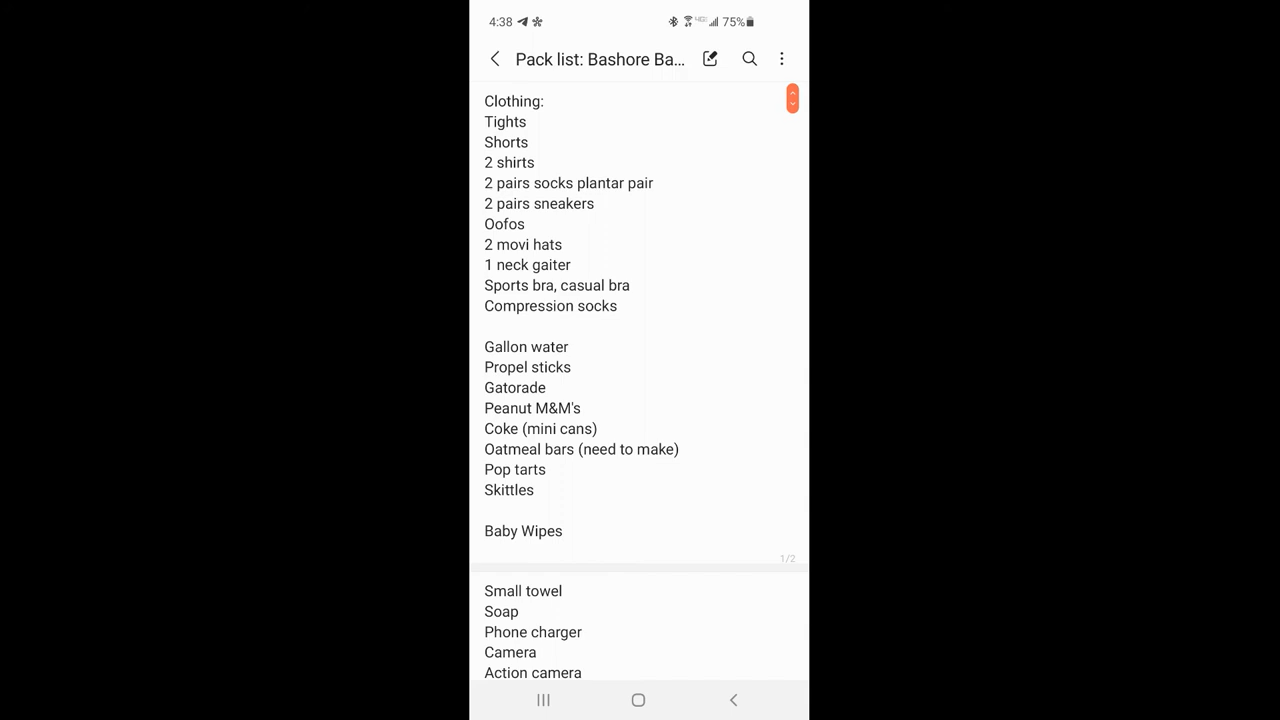 4:38 75%
Pack list: Bashore Ba...
Clothing:
Tights
Shorts
2 shirts
2 pairs socks plantar pair
2 pairs sneakers
Oofos
2 movi hats
1 neck gaiter
Sports bra, casual bra
Compression socks
Gallon water
Propel sticks
Gatorade
Peanut M&M's
Coke (mini cans)
Oatmeal bars (need to make)
Pop tarts
Skittles
Baby Wipes
1/2
Small towel
Soap
Phone charger
Camera
Action camera